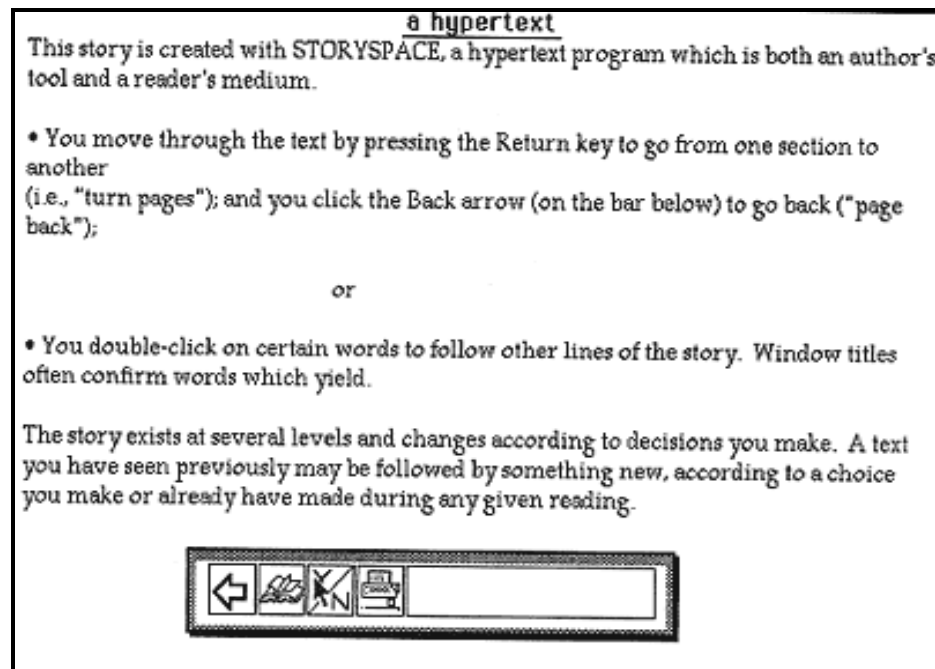 a hypertext
This story is created with STORYSPACE, a hypertext program which is both an author's
tool and a reader's medium.
• You move through the text by pressing the Return key to go from one section to
another
(i.e., "turn pages"); and you click the Back arrow (on the bar below) to go back ("page
back");
or
• You double-click on certain words to follow other lines of the story. Window titles
often confirm words which yield.
The story exists at several levels and changes according to decisions you make. A text
you have seen previously may be followed by something new, according to a choice
you make or already have made during any given reading.
Y
N